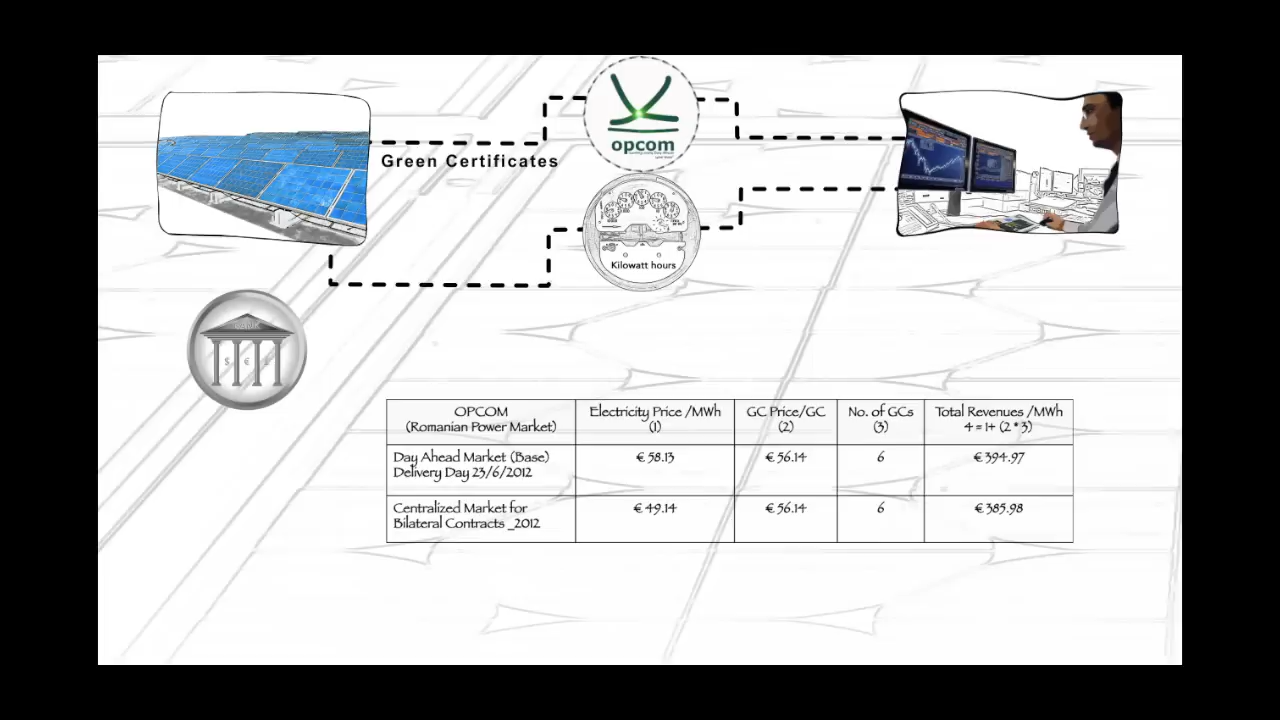 opcom
Green Certificates
Kilowatt hours
BANK
$ €
OPCOM
(Romanian Power Market)
Electricity Price /MWh
(1)
GC Price/GC
(2)
No. of GCs
(3)
Total Revenues /MWh
4 = 1+ (2 * 3)
Day Ahead Market (Base)
Delivery Day 23/6/2012
€ 58.13
€ 56.14
6
€ 394.97
Centralized Market for
Bilateral Contracts _2012
€ 49.14
€ 56.14
6
€ 385.98